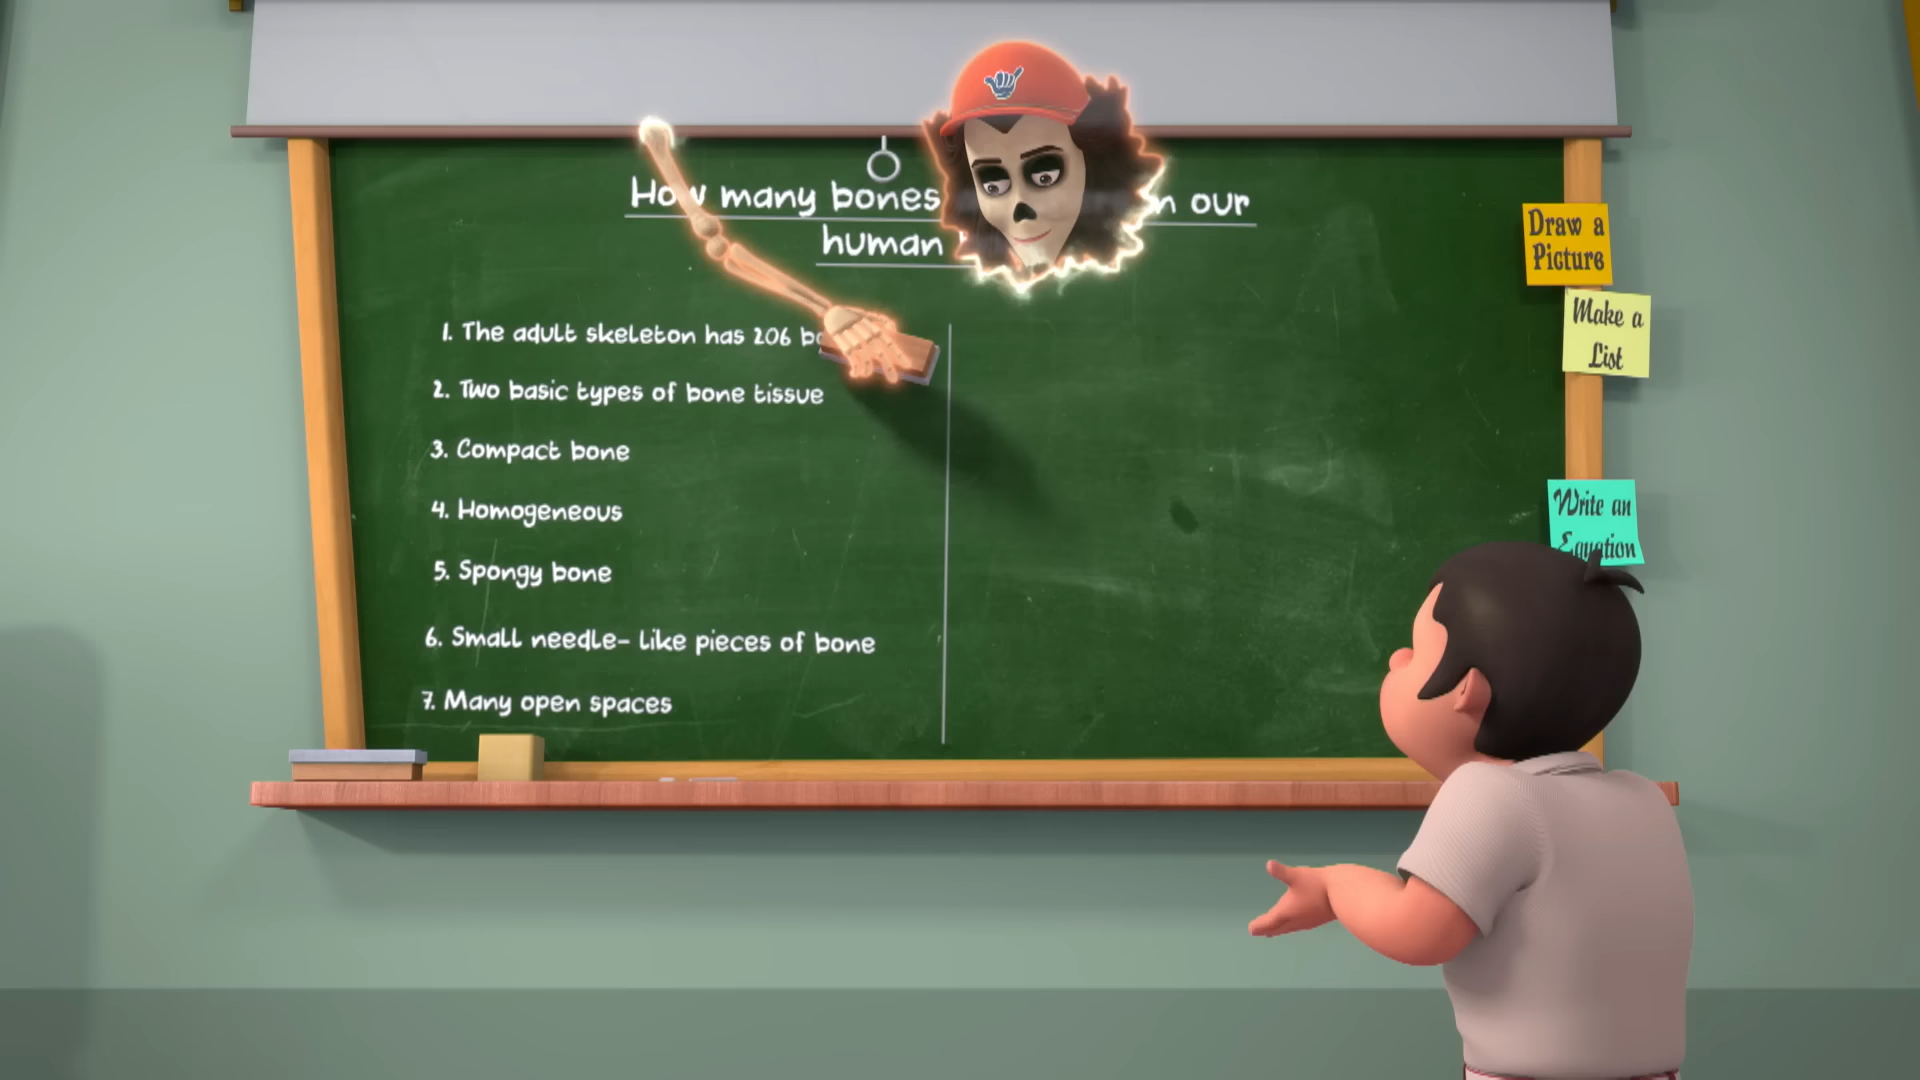 How many bones our
human
1. The adult skeleton has 206
2. Two basic types of bone tissue
3. Compact bone
4. Homogeneous
5. Spongy bone
6. Small needle- like pieces of bone
7. Many open spaces
Draw a
Picture
Make a
List
Write an
Equation